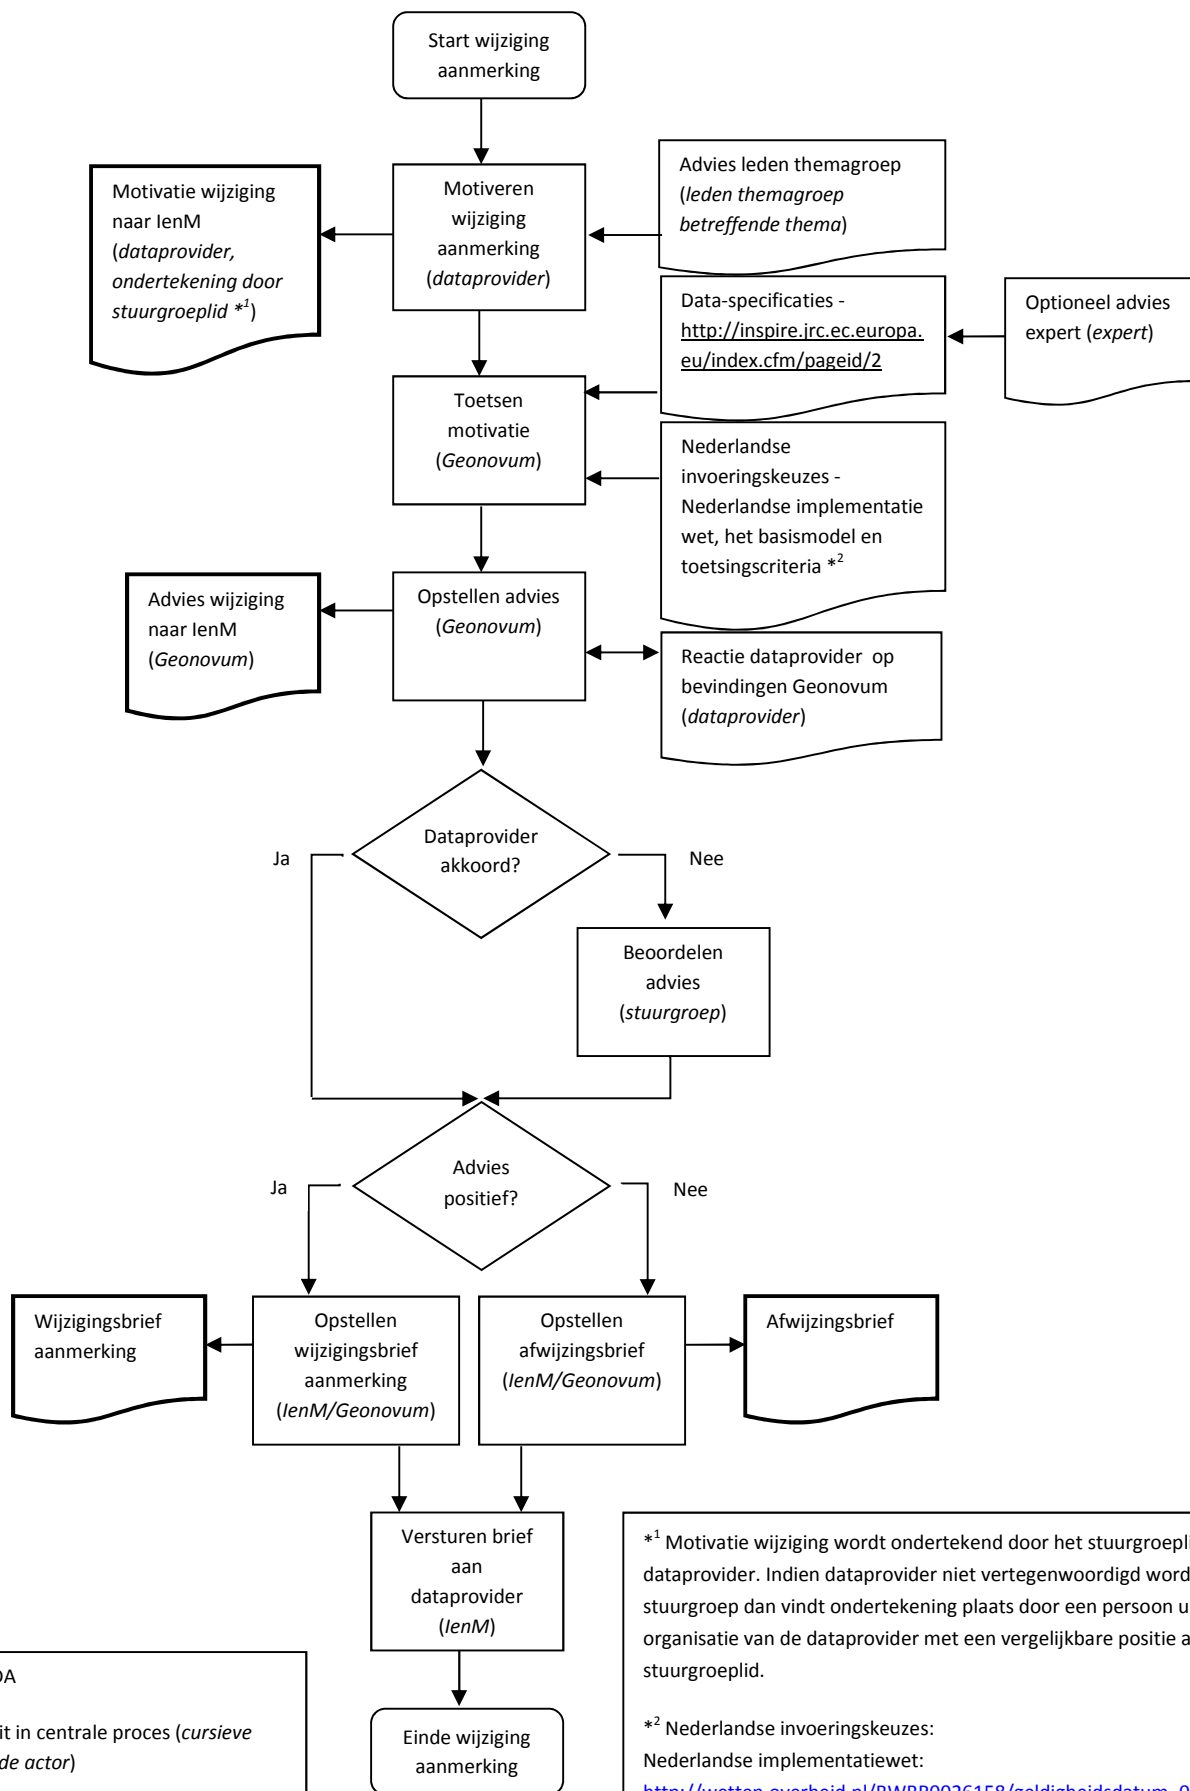 Start wijziging
aanmerking
Motivatie wijziging
naar IenM
(dataprovider,
ondertekening door
stuurgroeplid *1)
Motiveren
wijziging
aanmerking
(dataprovider)
Advies leden themagroep
(leden themagroep
betreffende thema)
Data-specificaties -
http://inspire.jrc.ec.europa.
eu/index.cfm/pageid/2
Optioneel advies
expert (expert)
Toetsen
motivatie
(Geonovum)
Nederlandse
invoeringskeuzes -
Nederlandse implementatie
wet, het basismodel en
toetsingscriteria *2
Advies wijziging
naar IenM
(Geonovum)
Opstellen advies
(Geonovum)
Reactie dataprovider op
bevindingen Geonovum
(dataprovider)
Dataprovider
akkoord?
Ja
Nee
Beoordelen
advies
(stuurgroep)
Advies
positief?
Ja
Nee
Wijzigingsbrief
aanmerking
Opstellen
wijzigingsbrief
aanmerking
(IenM/Geonovum)
Opstellen
afwijzingsbrief
(IenM/Geonovum)
Afwijzingsbrief
Versturen brief
aan
dataprovider
(IenM)
Einde wijziging
aanmerking
*1 Motivatie wijziging wordt ondertekend door het stuurgroepli
dataprovider. Indien dataprovider niet vertegenwoordigd word
stuurgroep dan vindt ondertekening plaats door een persoon u
organisatie van de dataprovider met een vergelijkbare positie a
stuurgroeplid.
*2 Nederlandse invoeringskeuzes:
Nederlandse implementatiewet:
DA
it in centrale proces (cursieve
de actor)